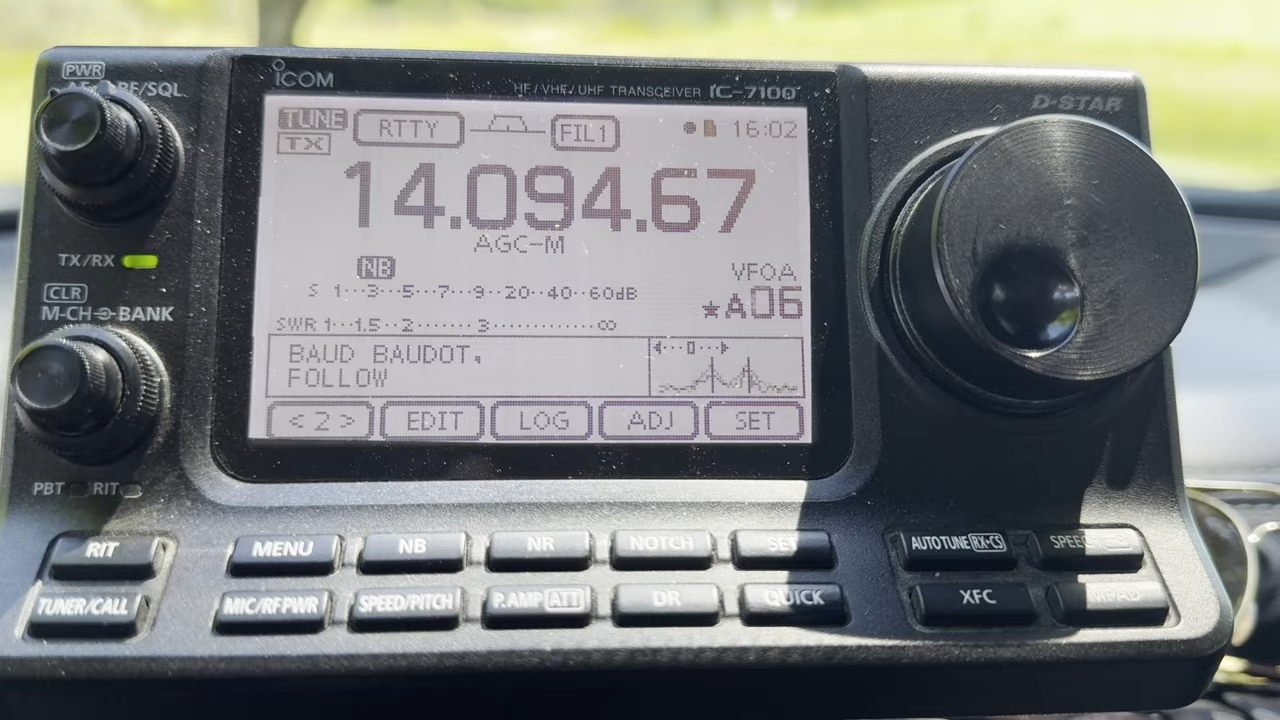 PWR
AF RF/SQL
ICOM
HF/VHF/UHF TRANSCEIVER IC-7100
D-STAR
TUNE RTTY FIL1 16:02
TX
14.094.67
AGC-M
TX/RX
NB
VFOA
CLR
M-CH BANK
S 1···3···5···7···9···20···40···60dB
★A06
SWR 1···1.5··2·······3············∞
BAUD BAUDOT,
FOLLOW
< 2 > EDIT LOG ADJ SET
PBT RIT
RIT MENU NB NR NOTCH SET AUTOTUNE RX→CS SPEECH
TUNER/CALL MIC/RF PWR SPEED/PITCH P.AMP ATT DR QUICK XFC MPAD